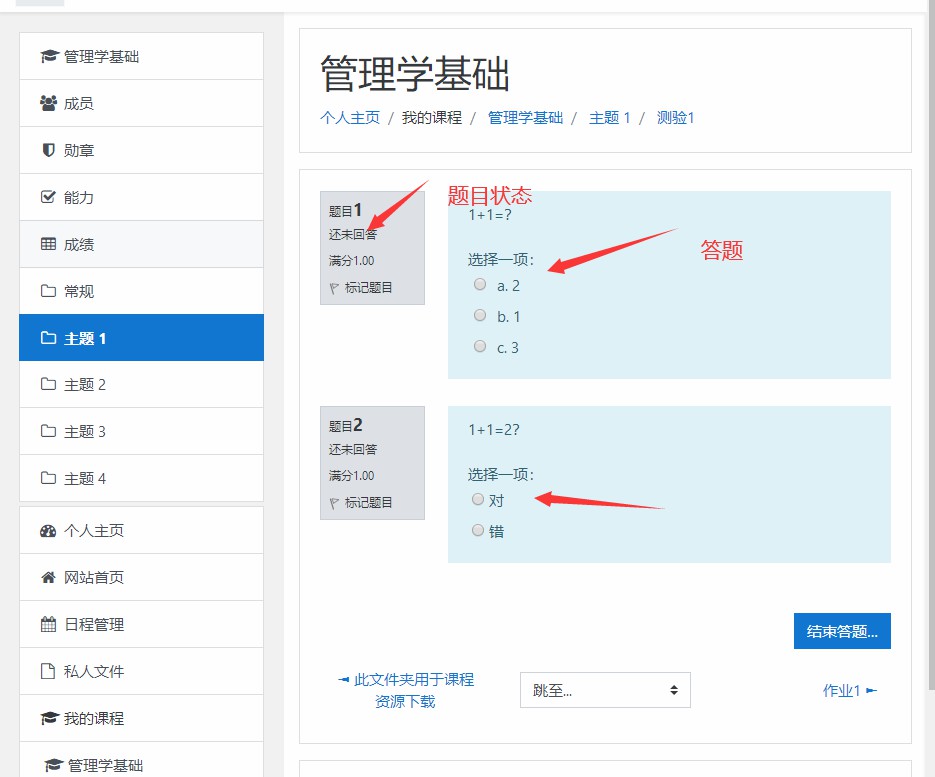 管理学基础
成员
勋章
能力
成绩
常规
主题 1
主题 2
主题 3
主题 4
个人主页
网站首页
日程管理
私人文件
我的课程
管理学基础
管理学基础
个人主页 / 我的课程 / 管理学基础 / 主题 1 / 测验1
题目1
还未回答
满分1.00
标记题目
题目状态
1+1=?
答题
选择一项：
a. 2
b. 1
c. 3
题目2
还未回答
满分1.00
标记题目
1+1=2?
选择一项：
对
错
结束答题...
◄ 此文件夹用于课程
资源下载
跳至...
作业1 ►